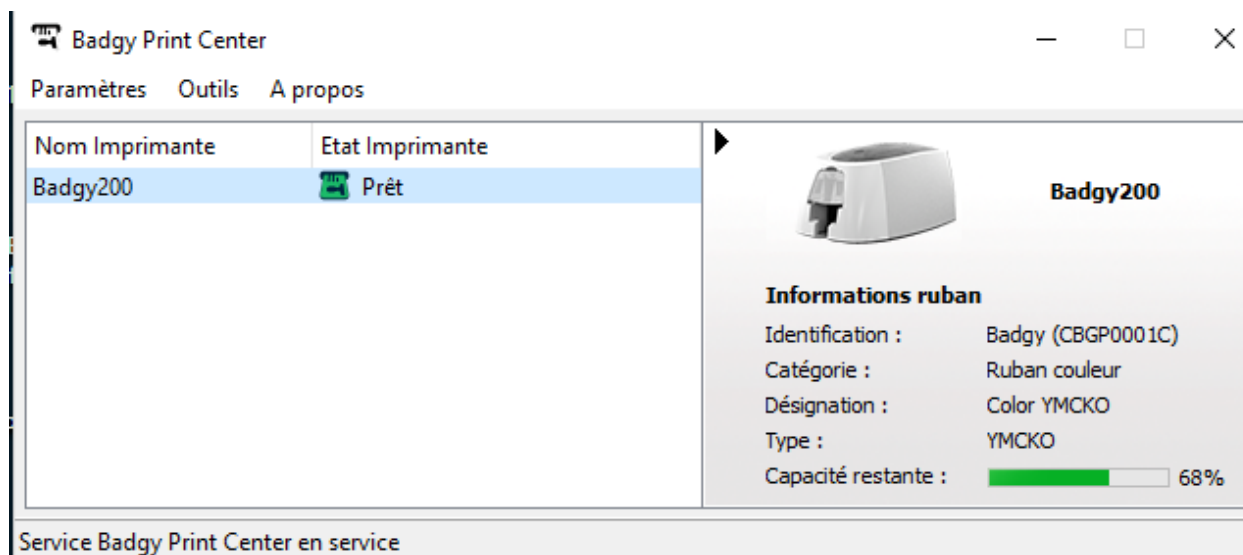 Badgy Print Center
Paramètres Outils A propos
Nom Imprimante Etat Imprimante
Badgy200 Prêt
Badgy200
Informations ruban
Identification : Badgy (CBGP0001C)
Catégorie : Ruban couleur
Désignation : Color YMCKO
Type : YMCKO
Capacité restante : 68%
Service Badgy Print Center en service